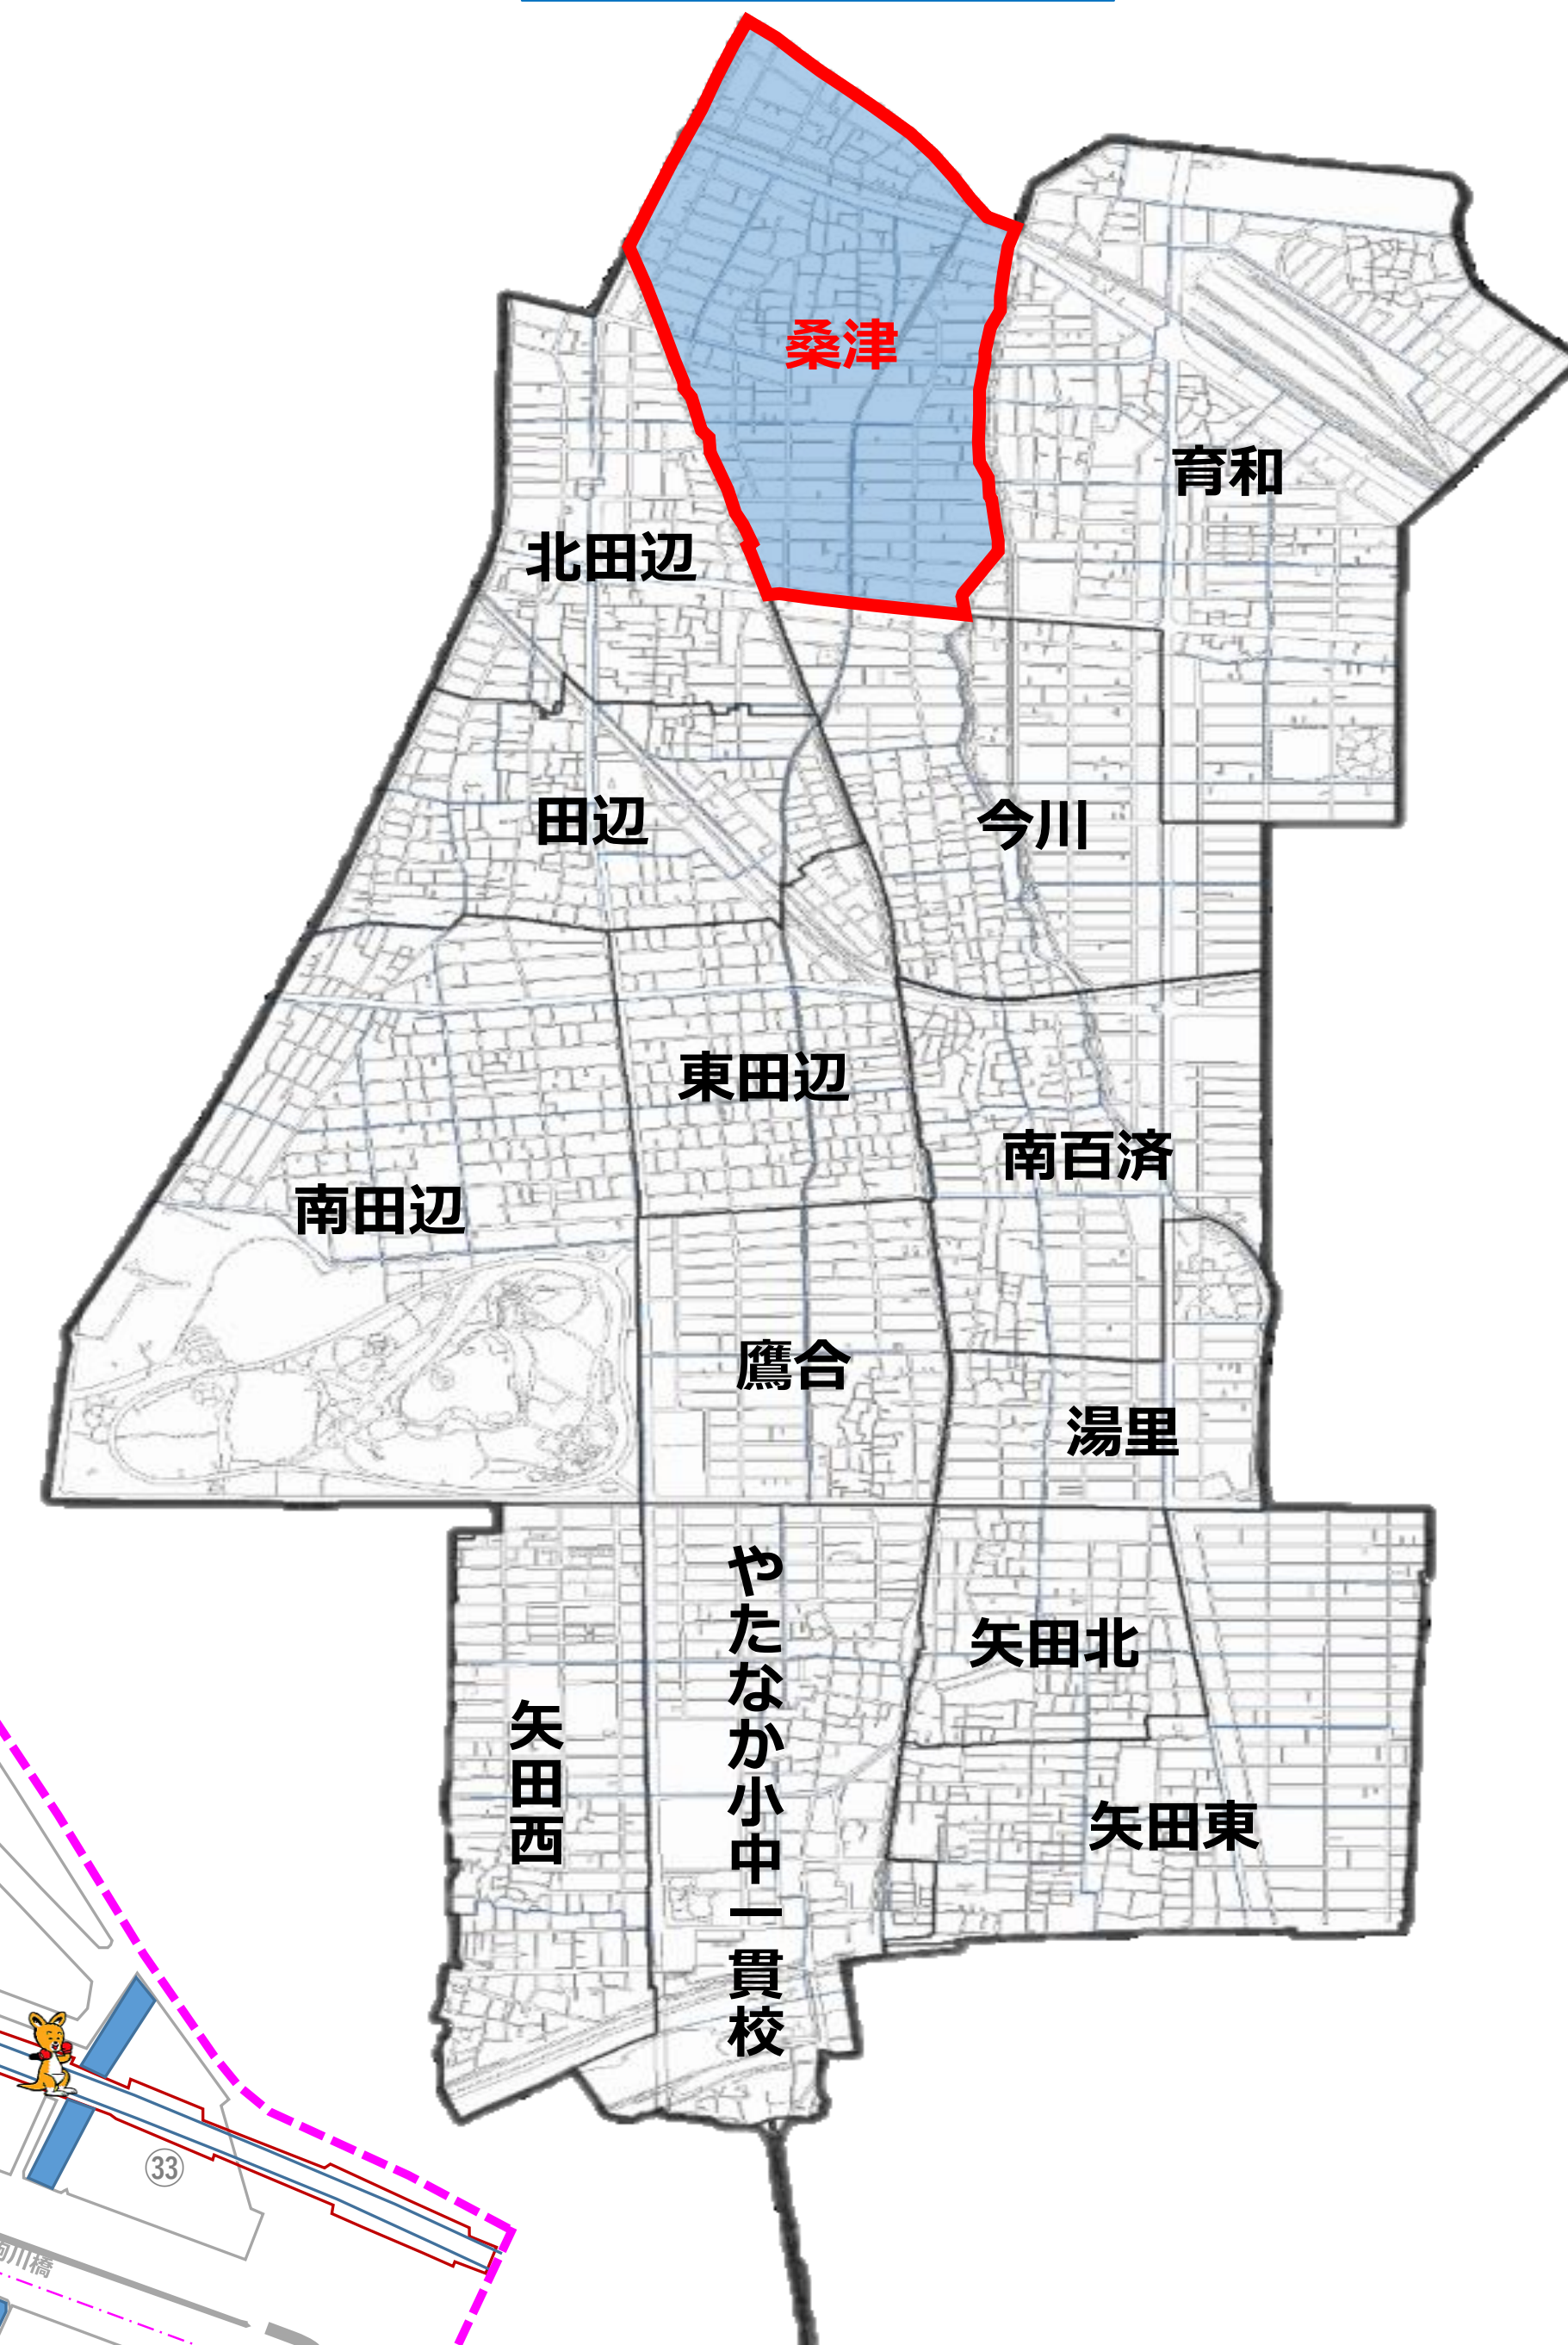 桑津
育和
北田辺
田辺
今川
東田辺
南百済
南田辺
鷹合
湯里
やたなか小中一貫校
矢田北
矢田西
矢田東
33
川橋